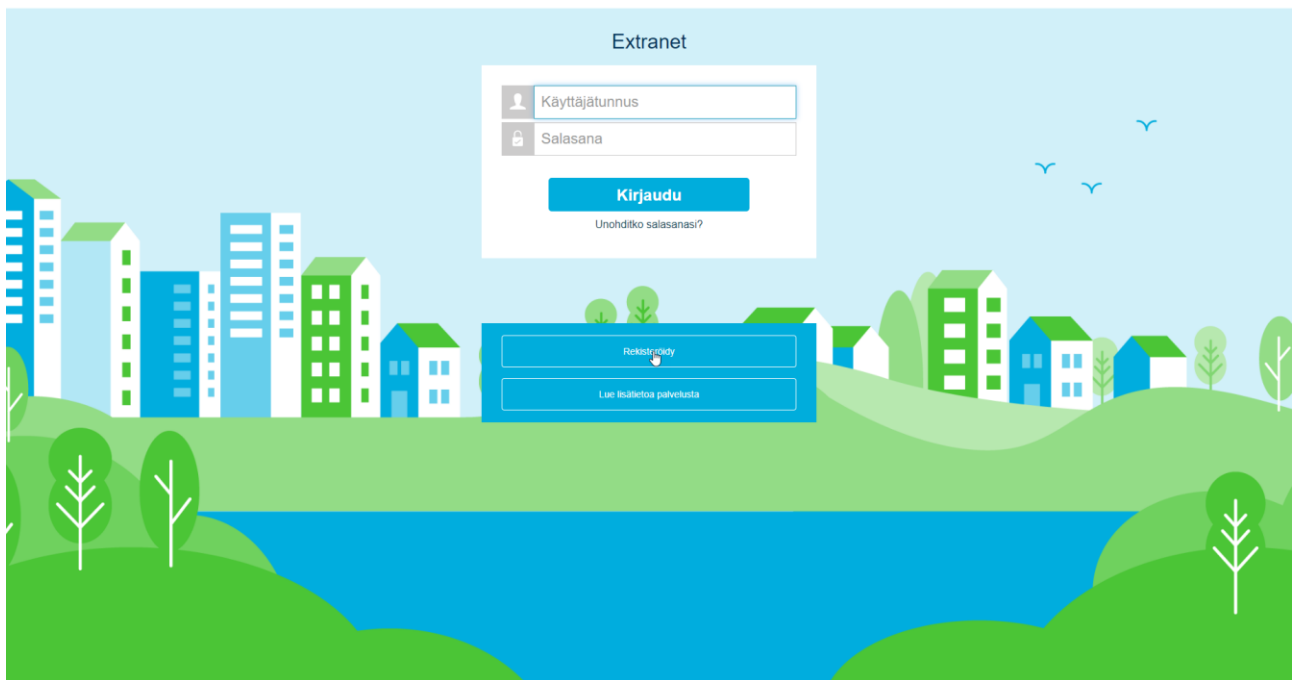 Extranet
Käyttäjätunnus
Salasana
Kirjaudu
Unohditko salasanasi?
Rekisteröidy
Lue lisätietoa palvelusta